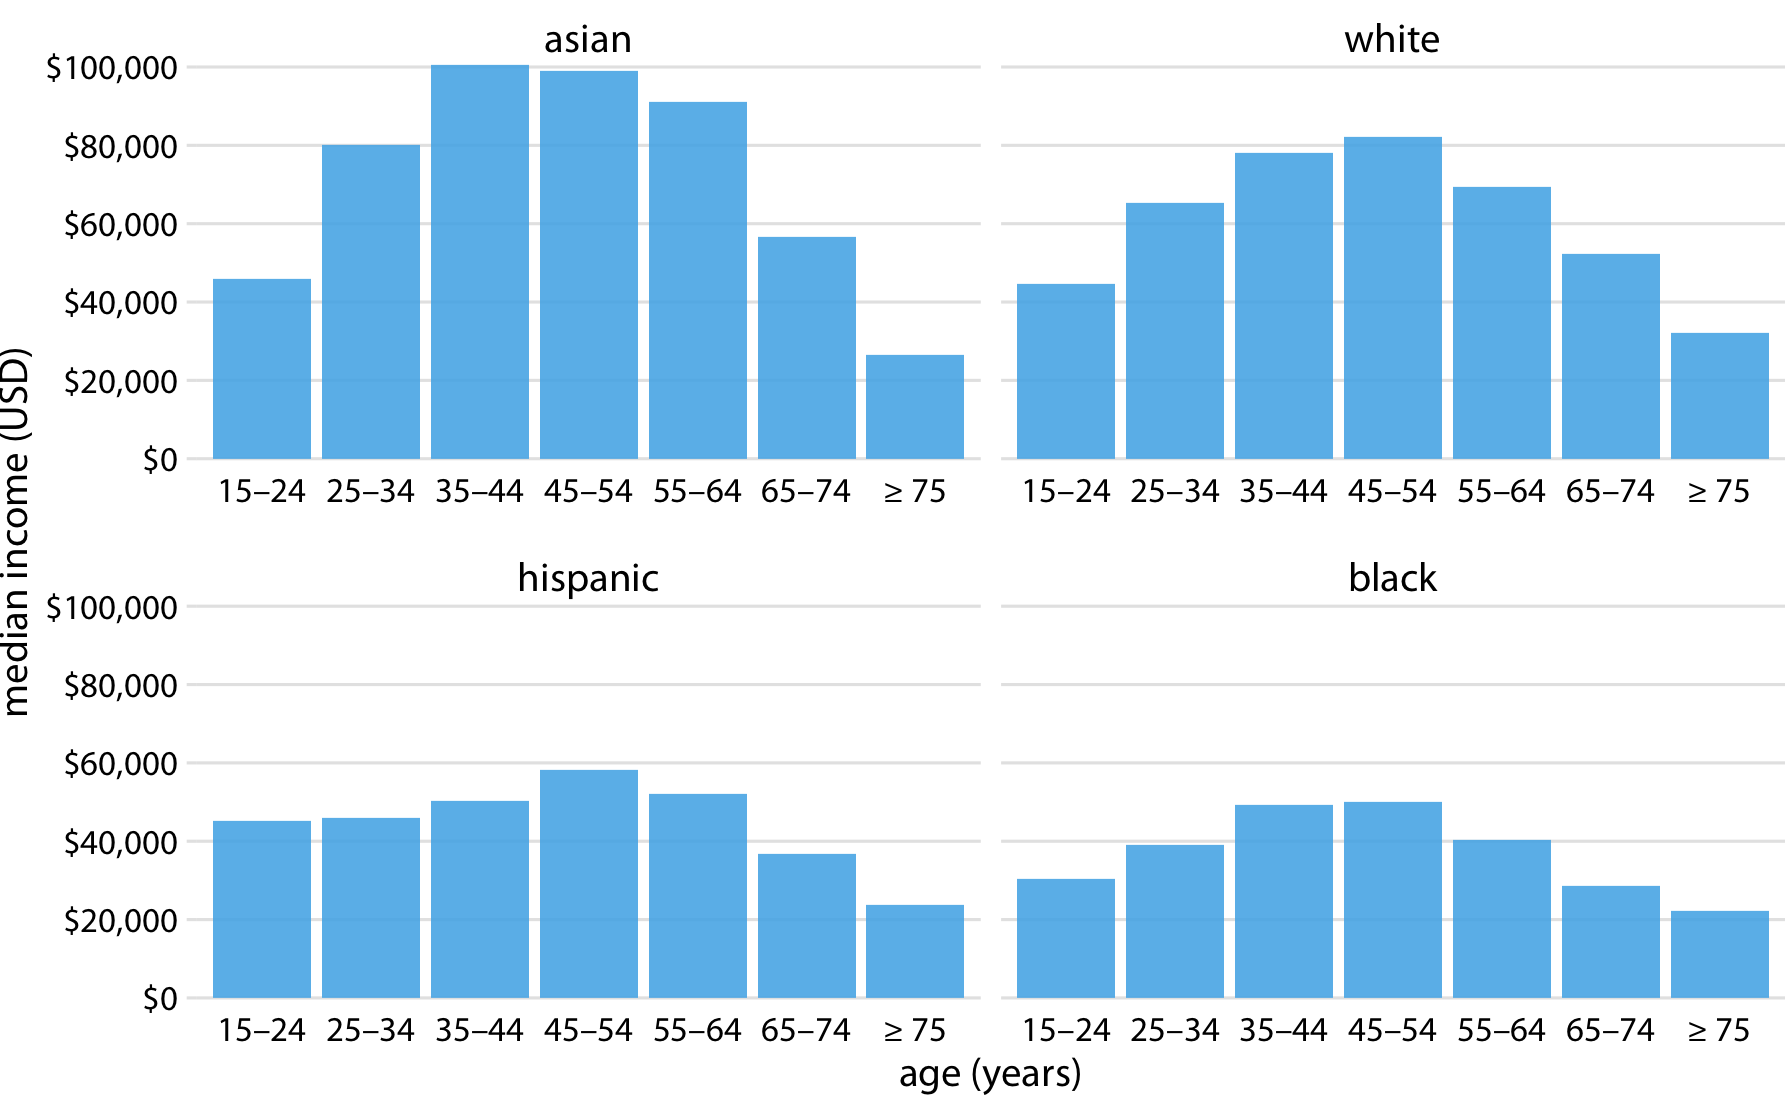 asian
white
$100,000
$80,000
$60,000
$40,000
$20,000
$0
15–24 25–34 35–44 45–54 55–64 65–74 ≥ 75
15–24 25–34 35–44 45–54 55–64 65–74 ≥ 75
median income (USD)
hispanic
black
$100,000
$80,000
$60,000
$40,000
$20,000
$0
15–24 25–34 35–44 45–54 55–64 65–74 ≥ 75
15–24 25–34 35–44 45–54 55–64 65–74 ≥ 75
age (years)